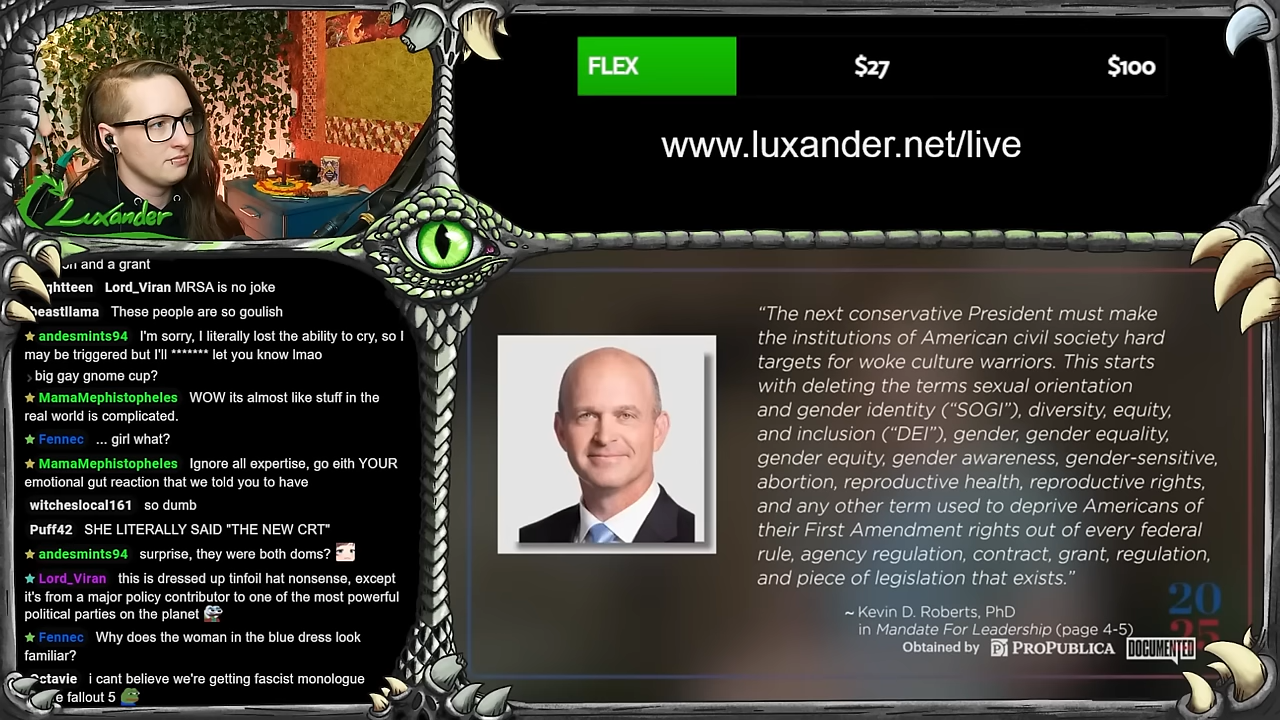 FLEX $27 $100
www.luxander.net/live
Luxander
and a grant
Lord_Viran MRSA is no joke
These people are so goulish
andesmints94 I'm sorry, I literally lost the ability to cry, so I
may be triggered but I'll ******* let you know lmao
big gay gnome cup?
MamaMephistopheles WOW its almost like stuff in the
real world is complicated.
Fennec ... girl what?
MamaMephistopheles Ignore all expertise, go eith YOUR
emotional gut reaction that we told you to have
witcheslocal161 so dumb
Puff42 SHE LITERALLY SAID "THE NEW CRT"
andesmints94 surprise, they were both doms?
Lord_Viran this is dressed up tinfoil hat nonsense, except
it's from a major policy contributor to one of the most powerful
political parties on the planet
Fennec Why does the woman in the blue dress look
familiar?
i cant believe we're getting fascist monologue
fallout 5
“The next conservative President must make
the institutions of American civil society hard
targets for woke culture warriors. This starts
with deleting the terms sexual orientation
and gender identity (“SOGI”), diversity, equity,
and inclusion (“DEI”), gender, gender equality,
gender equity, gender awareness, gender-sensitive,
abortion, reproductive health, reproductive rights,
and any other term used to deprive Americans of
their First Amendment rights out of every federal
rule, agency regulation, contract, grant, regulation,
and piece of legislation that exists.”
~ Kevin D. Roberts, PhD
in Mandate For Leadership (page 4-5)
20
25
Obtained by PROPUBLICA DOCUMENTED